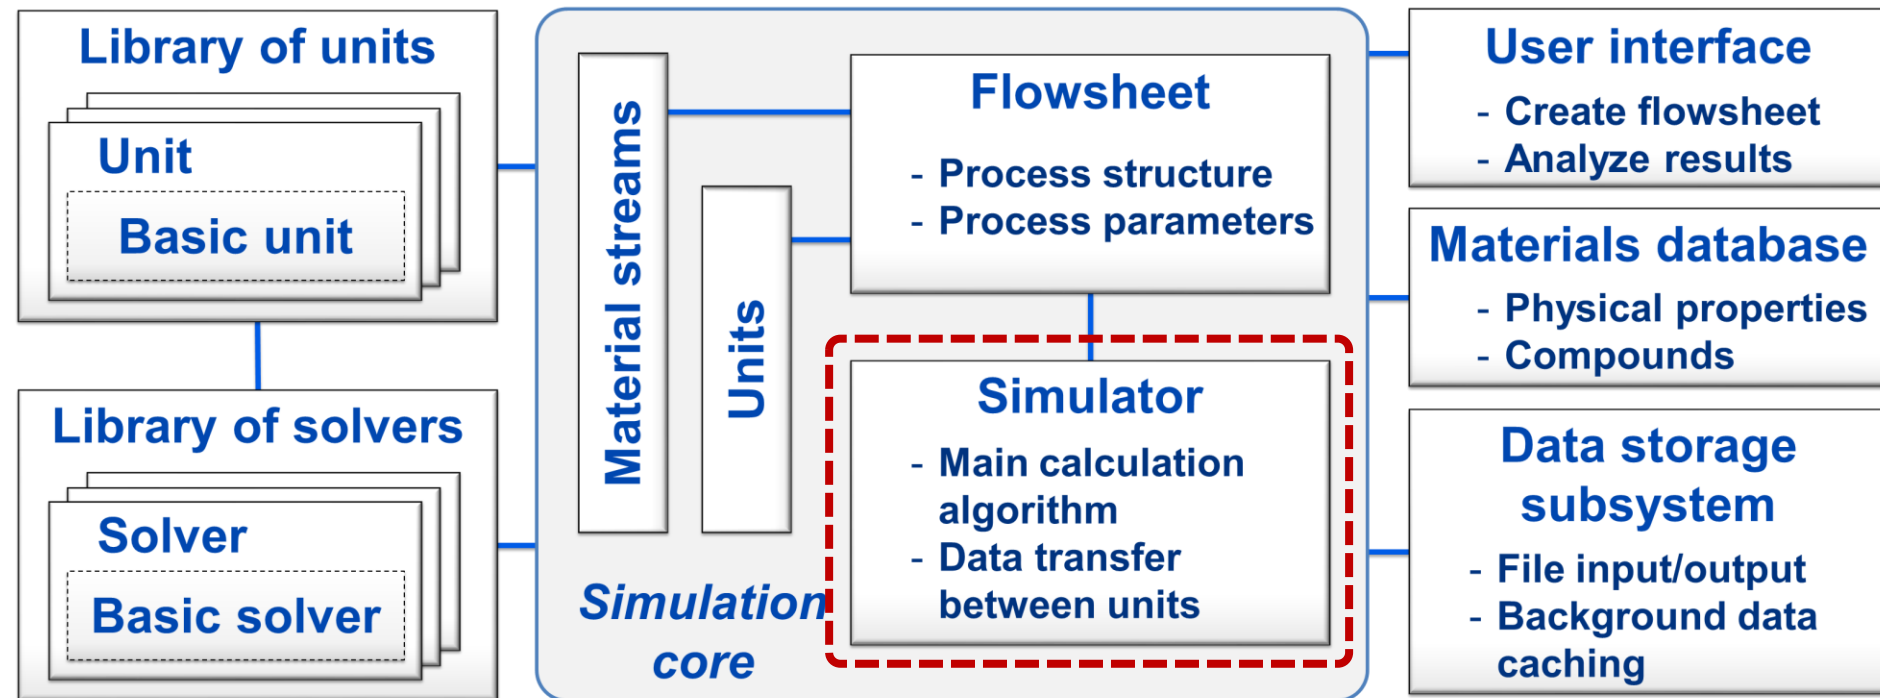 Library of units
Unit
Basic unit
Library of solvers
Solver
Basic solver
Material streams
Units
Simulation
core
Flowsheet
- Process structure
- Process parameters
Simulator
- Main calculation
algorithm
- Data transfer
between units
User interface
- Create flowsheet
- Analyze results
Materials database
- Physical properties
- Compounds
Data storage
subsystem
- File input/output
- Background data
caching